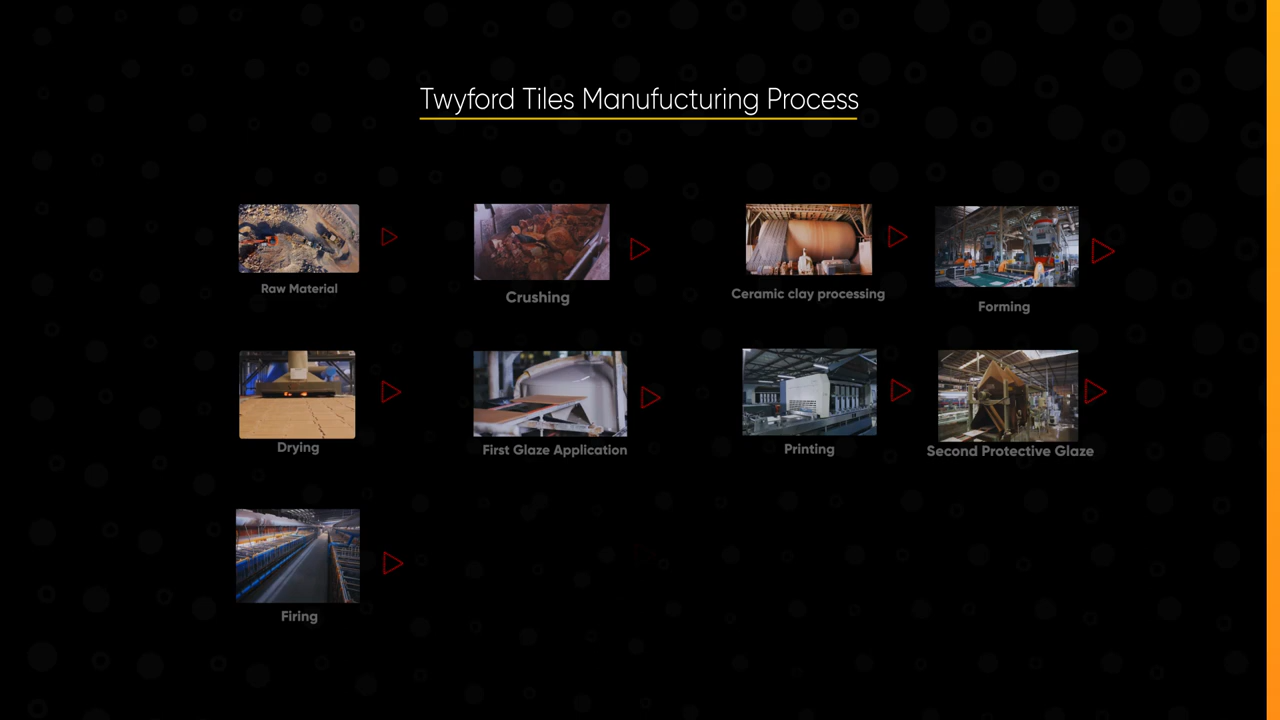 Twyford Tiles Manufucturing Process
Raw Material
Crushing
Ceramic clay processing
Forming
Drying
First Glaze Application
Printing
Second Protective Glaze
Firing